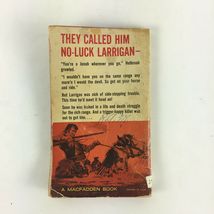 THEY CALLED HIM
NO-LUCK LARRIGAN—
"You're a Jonah wherever you go," Holbrook
growled.
"I wouldn't have you on the same range any
more'n I would the devil. So get on your horse
and ride."
But Larrigan was sick of side-stepping trouble.
This time he'd meet it head on!
Soon he was locked in a life and death struggle
for the rich range. And a trigger-happy killer was
out to get him. . .
A MACFADDEN BOOK